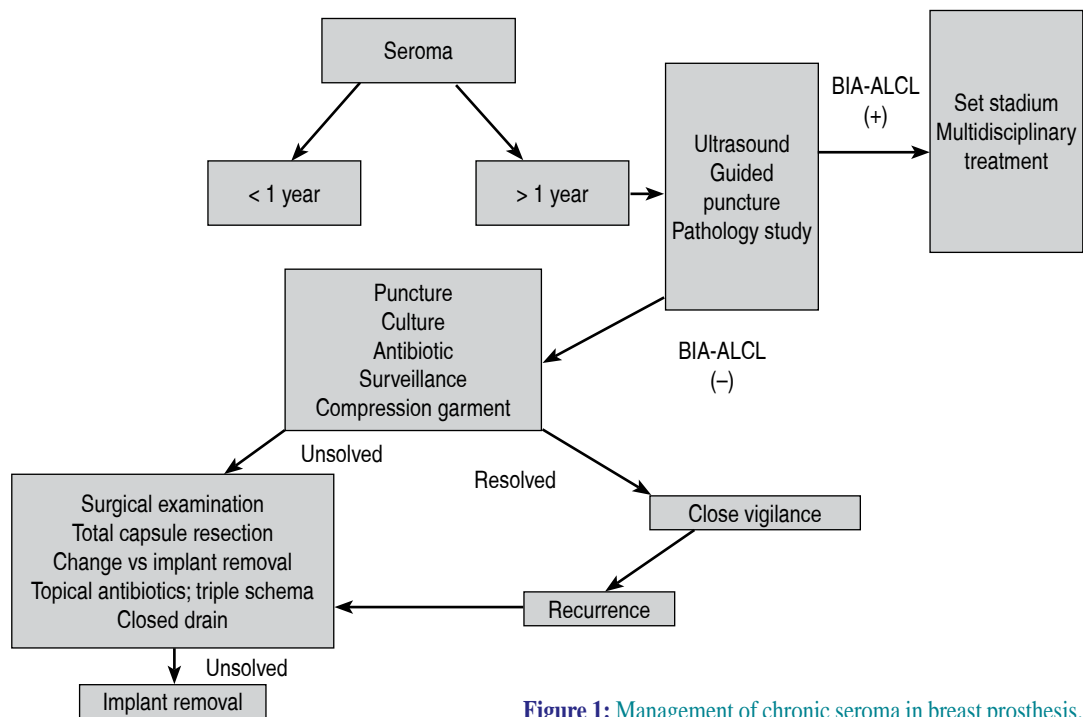 Seroma
< 1 year
> 1 year
Ultrasound
Guided
puncture
Pathology study
BIA-ALCL
(+)
Set stadium
Multidisciplinary
treatment
BIA-ALCL
(–)
Puncture
Culture
Antibiotic
Surveillance
Compression garment
Unsolved
Resolved
Surgical examination
Total capsule resection
Change vs implant removal
Topical antibiotics; triple schema
Closed drain
Close vigilance
Recurrence
Unsolved
Implant removal
Figure 1: Management of chronic seroma in breast prosthesis.